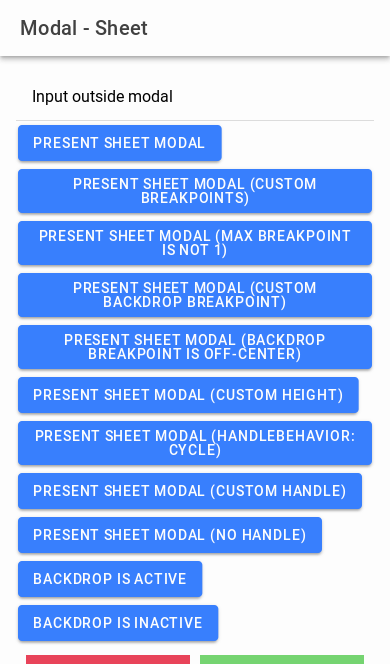 Modal - Sheet
Input outside modal
PRESENT SHEET MODAL
PRESENT SHEET MODAL (CUSTOM
BREAKPOINTS)
PRESENT SHEET MODAL (MAX BREAKPOINT
IS NOT 1)
PRESENT SHEET MODAL (CUSTOM
BACKDROP BREAKPOINT)
PRESENT SHEET MODAL (BACKDROP
BREAKPOINT IS OFF-CENTER)
PRESENT SHEET MODAL (CUSTOM HEIGHT)
PRESENT SHEET MODAL (HANDLEBEHAVIOR:
CYCLE)
PRESENT SHEET MODAL (CUSTOM HANDLE)
PRESENT SHEET MODAL (NO HANDLE)
BACKDROP IS ACTIVE
BACKDROP IS INACTIVE